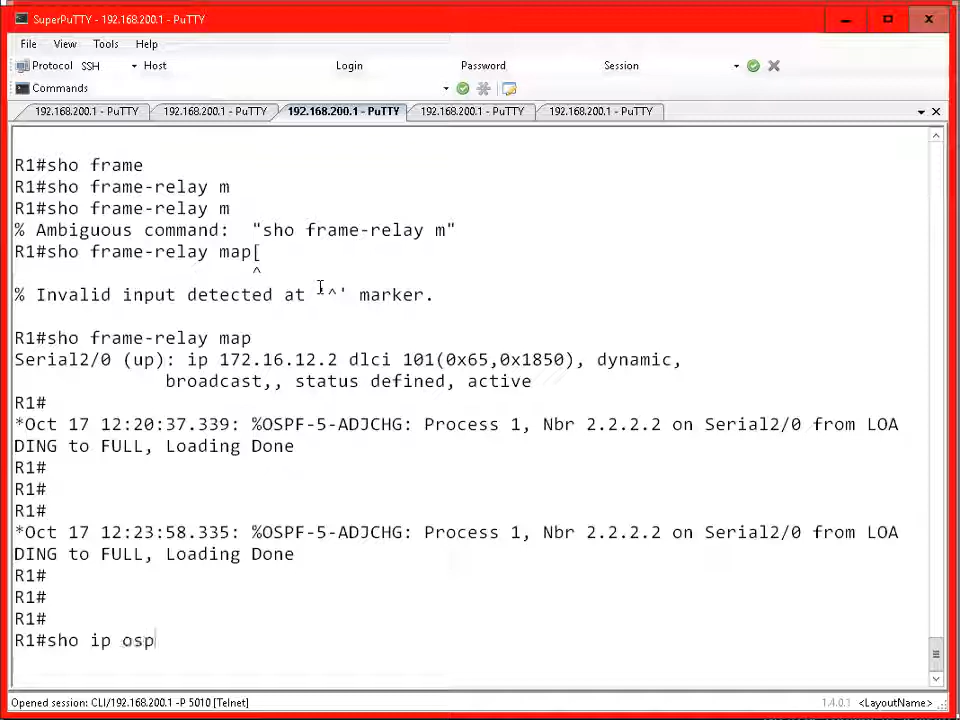 SuperPuTTY - 192.168.200.1 - PuTTY
File View Tools Help
Protocol SSH Host Login Password Session
Commands
192.168.200.1 - PuTTY 192.168.200.1 - PuTTY 192.168.200.1 - PuTTY 192.168.200.1 - PuTTY 192.168.200.1 - PuTTY
R1#sho frame
R1#sho frame-relay m
R1#sho frame-relay m
% Ambiguous command: "sho frame-relay m"
R1#sho frame-relay map[
^
% Invalid input detected at '^' marker.
R1#sho frame-relay map
Serial2/0 (up): ip 172.16.12.2 dlci 101(0x65,0x1850), dynamic,
broadcast,, status defined, active
R1#
*Oct 17 12:20:37.339: %OSPF-5-ADJCHG: Process 1, Nbr 2.2.2.2 on Serial2/0 from LOA
DING to FULL, Loading Done
R1#
R1#
R1#
*Oct 17 12:23:58.335: %OSPF-5-ADJCHG: Process 1, Nbr 2.2.2.2 on Serial2/0 from LOA
DING to FULL, Loading Done
R1#
R1#
R1#
R1#sho ip osp
Opened session: CLI/192.168.200.1 -P 5010 [Telnet] 1.4.0.1 <LayoutName>